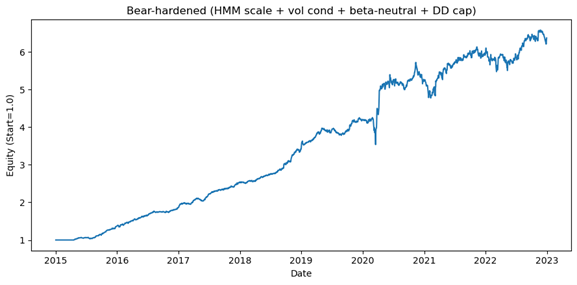 Bear-hardened (HMM scale + vol cond + beta-neutral + DD cap)
Equity (Start=1.0)
6
5
4
3
2
1
2015 2016 2017 2018 2019 2020 2021 2022 2023
Date